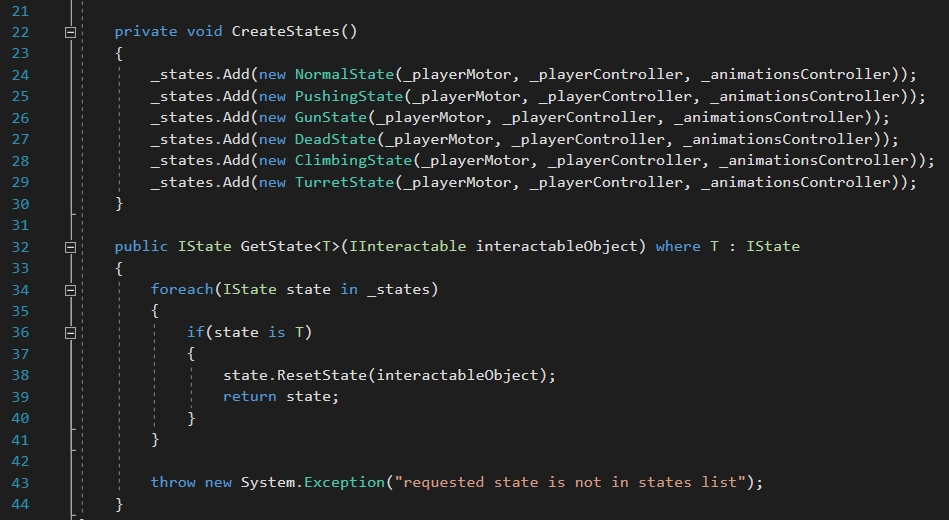 21
22 private void CreateStates()
23 {
24 _states.Add(new NormalState(_playerMotor, _playerController, _animationsController));
25 _states.Add(new PushingState(_playerMotor, _playerController, _animationsController));
26 _states.Add(new GunState(_playerMotor, _playerController, _animationsController));
27 _states.Add(new DeadState(_playerMotor, _playerController, _animationsController));
28 _states.Add(new ClimbingState(_playerMotor, _playerController, _animationsController));
29 _states.Add(new TurretState(_playerMotor, _playerController, _animationsController));
30 }
31
32 public IState GetState<T>(IInteractable interactableObject) where T : IState
33 {
34 foreach(IState state in _states)
35 {
36 if(state is T)
37 {
38 state.ResetState(interactableObject);
39 return state;
40 }
41 }
42
43 throw new System.Exception("requested state is not in states list");
44 }